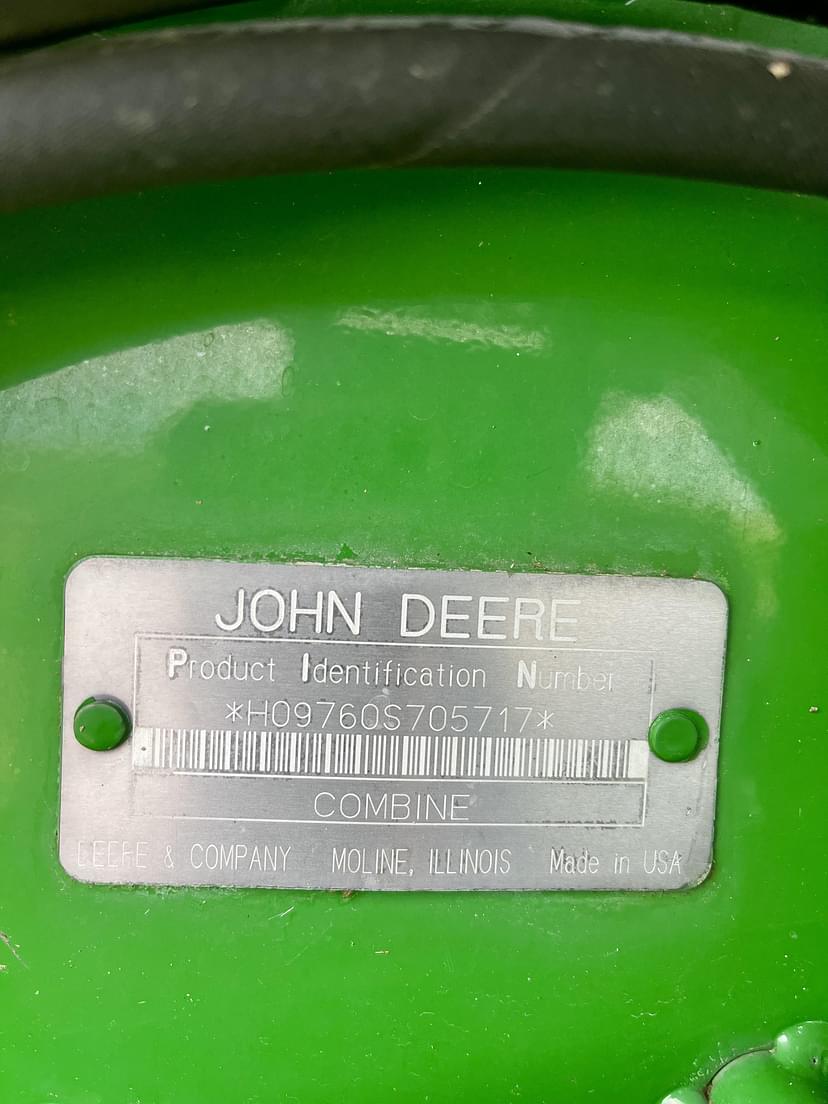 JOHN DEERE
Product Identification Number
*H09760S705717*
COMBINE
DEERE & COMPANY MOLINE, ILLINOIS Made in USA